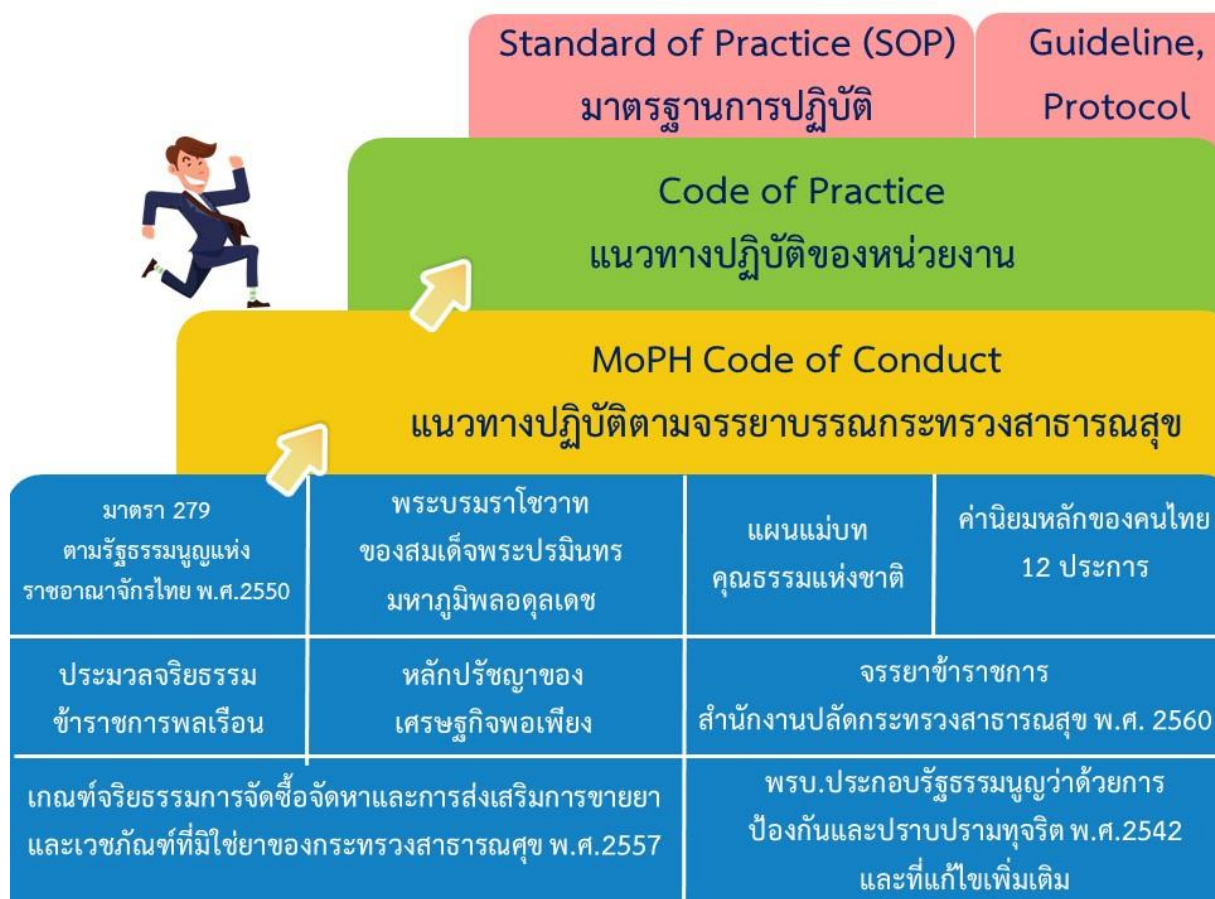 Standard of Practice (SOP)
มาตรฐานการปฏิบัติ
Guideline,
Protocol
Code of Practice
แนวทางปฏิบัติของหน่วยงาน
MoPH Code of Conduct
แนวทางปฏิบัติตามจรรยาบรรณกระทรวงสาธารณสุข
มาตรา 279
ตามรัฐธรรมนูญแห่ง
ราชอาณาจักรไทย พ.ศ.2550
พระบรมราโชวาท
ของสมเด็จพระปรมินทร
มหาภูมิพลอดุลเดช
แผนแม่บท
คุณธรรมแห่งชาติ
ค่านิยมหลักของคนไทย
12 ประการ
ประมวลจริยธรรม
ข้าราชการพลเรือน
หลักปรัชญาของ
เศรษฐกิจพอเพียง
จรรยาข้าราชการ
สำนักงานปลัดกระทรวงสาธารณสุข พ.ศ. 2560
เกณฑ์จริยธรรมการจัดซื้อจัดหาและการส่งเสริมการขายยา
และเวชภัณฑ์ที่มิใช่ยาของกระทรวงสาธารณศุข พ.ศ.2557
พรบ.ประกอบรัฐธรรมนูญว่าด้วยการ
ป้องกันและปราบปรามทุจริต พ.ศ.2542
และที่แก้ไขเพิ่มเติม